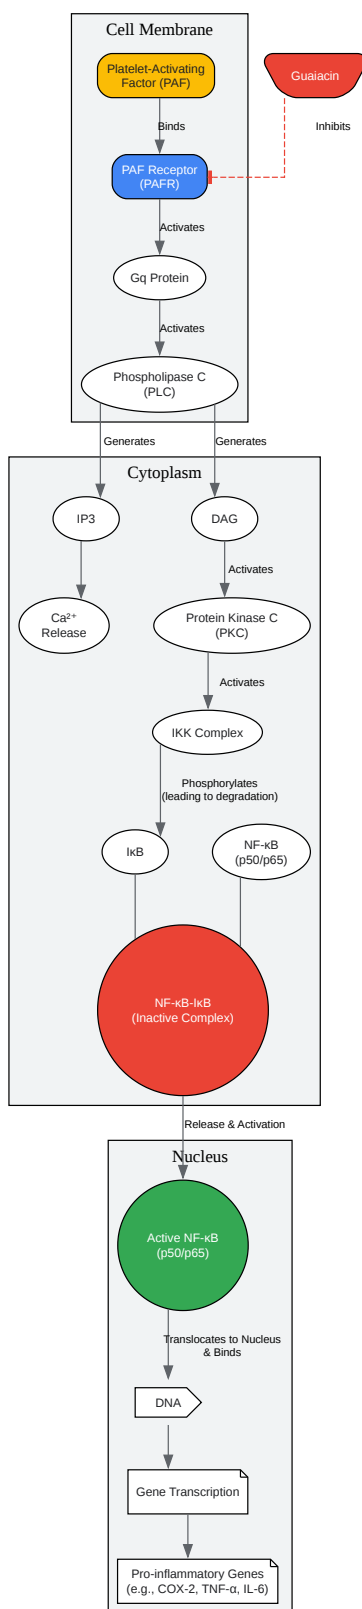 Cell Membrane
Platelet-Activating
Factor (PAF)
Guaiacin
Binds
Inhibits
PAF Receptor
(PAFR)
Activates
Gq Protein
Activates
Phospholipase C
(PLC)
Generates
Generates
Cytoplasm
IP3
DAG
Activates
Ca²⁺
Release
Protein Kinase C
(PKC)
Activates
IKK Complex
Phosphorylates
(leading to degradation)
IκB
NF-κB
(p50/p65)
NF-κB-IκB
(Inactive Complex)
Release & Activation
Nucleus
Active NF-κB
(p50/p65)
Translocates to Nucleus
& Binds
DNA
Gene Transcription
Pro-inflammatory Genes
(e.g., COX-2, TNF-α, IL-6)